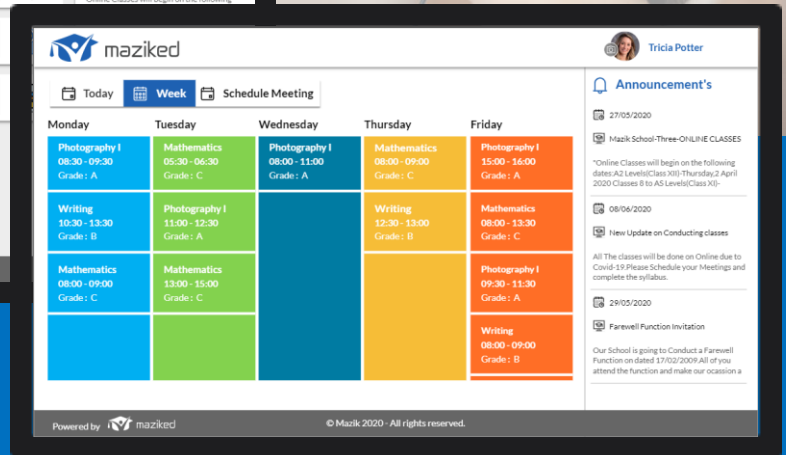 Online Classes will begin on the following
maziked
Tricia Potter
Today
Week
Schedule Meeting
Monday
Tuesday
Wednesday
Thursday
Friday
Photography I
08:30 - 09:30
Grade : A
Writing
10:30 - 13:30
Grade : B
Mathematics
08:00 - 09:00
Grade : C
Mathematics
05:30 - 06:30
Grade : C
Photography I
11:00 - 12:30
Grade : A
Mathematics
13:00 - 15:00
Grade : C
Photography I
08:00 - 11:00
Grade : A
Mathematics
08:00 - 09:00
Grade : C
Writing
12:30 - 13:00
Grade : B
Photography I
15:00 - 16:00
Grade : A
Mathematics
08:00 - 13:30
Grade : C
Photography I
09:30 - 11:30
Grade : A
Writing
08:00 - 09:00
Grade : B
Announcement's
27/05/2020
Mazik School-Three-ONLINE CLASSES
"Online Classes will begin on the following
dates:A2 Levels(Class XII)-Thursday,2 April
2020 Classes 8 to AS Levels(Class XI)-
08/06/2020
New Update on Conducting classes
All The classes will be done on Online due to
Covid-19.Please Schedule your Meetings and
complete the syllabus.
29/05/2020
Farewell Function Invitation
Our School is going to Conduct a Farewell
Function on dated 17/02/2009.All of you
attend the function and make our ocassion a
Powered by maziked
© Mazik 2020 - All rights reserved.